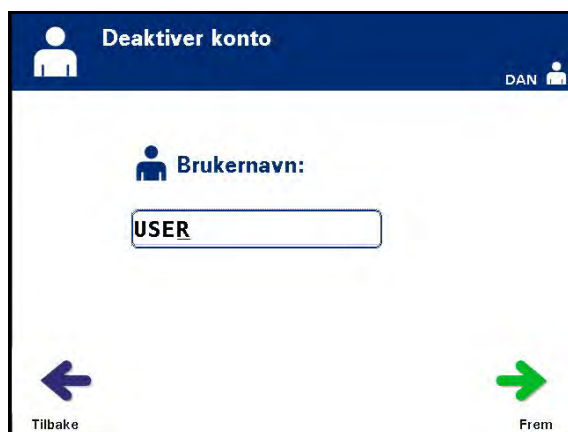 Deaktiver konto
DAN
Brukernavn:
USER
Tilbake
Frem